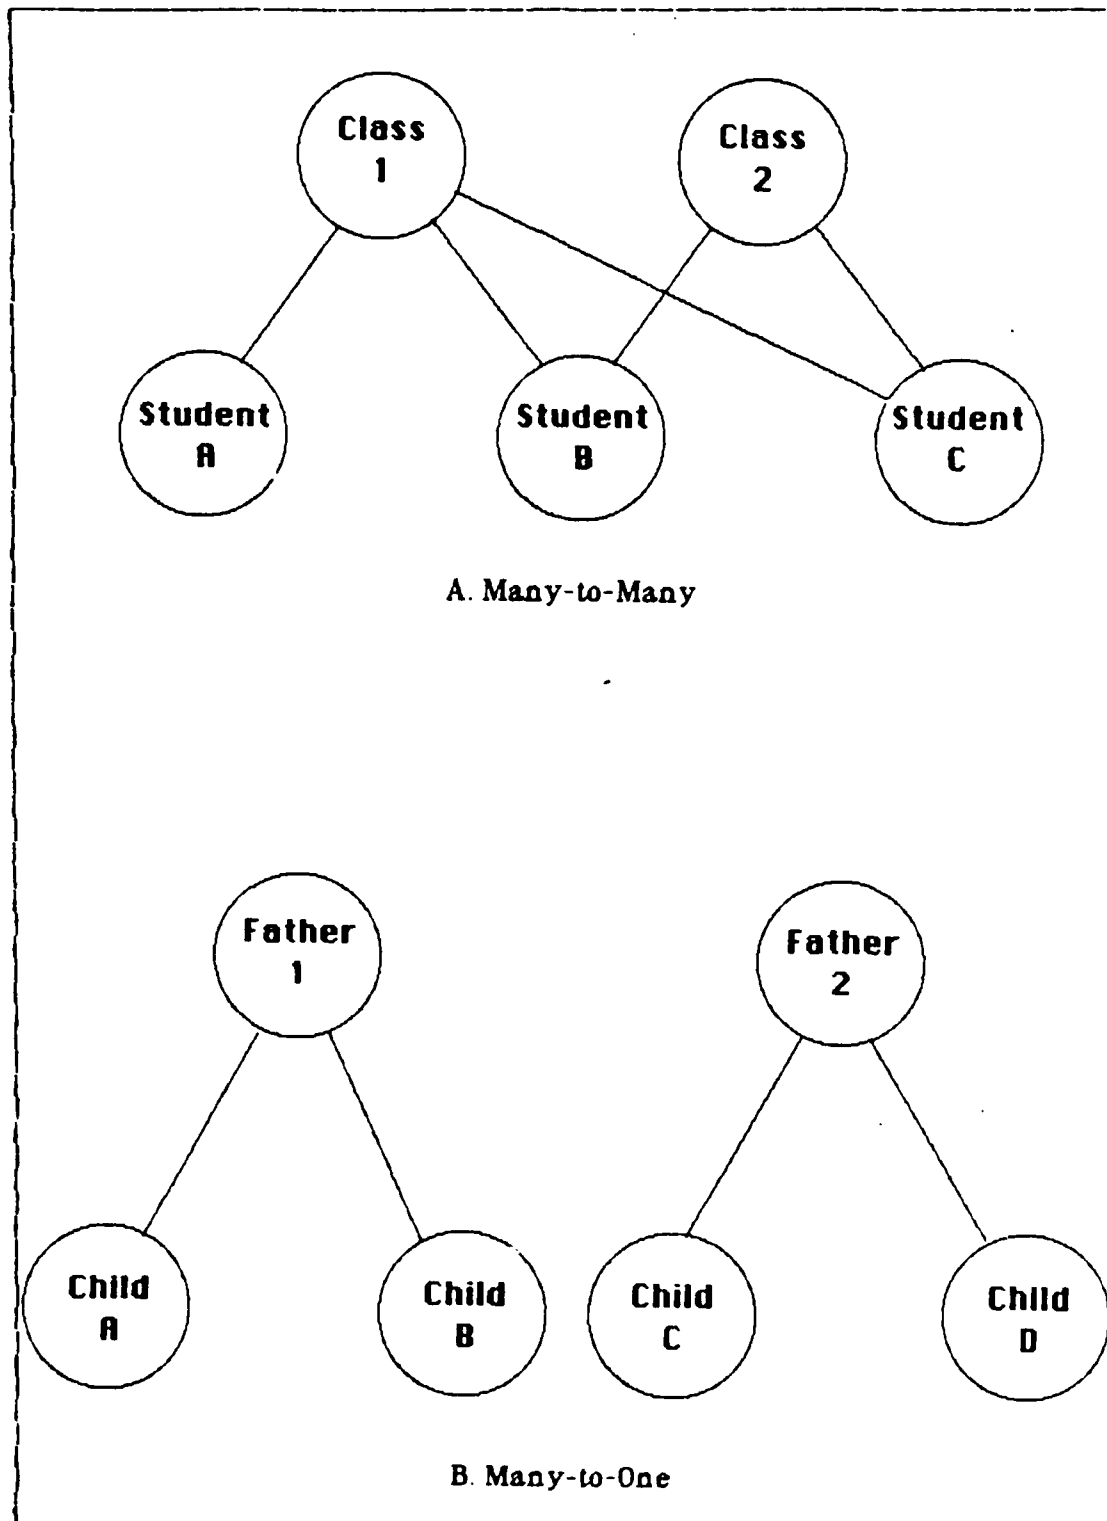 Class
1
Class
2
Student
A
Student
B
Student
C
A. Many-to-Many
Father
1
Father
2
Child
A
Child
B
Child
C
Child
D
B. Many-to-One